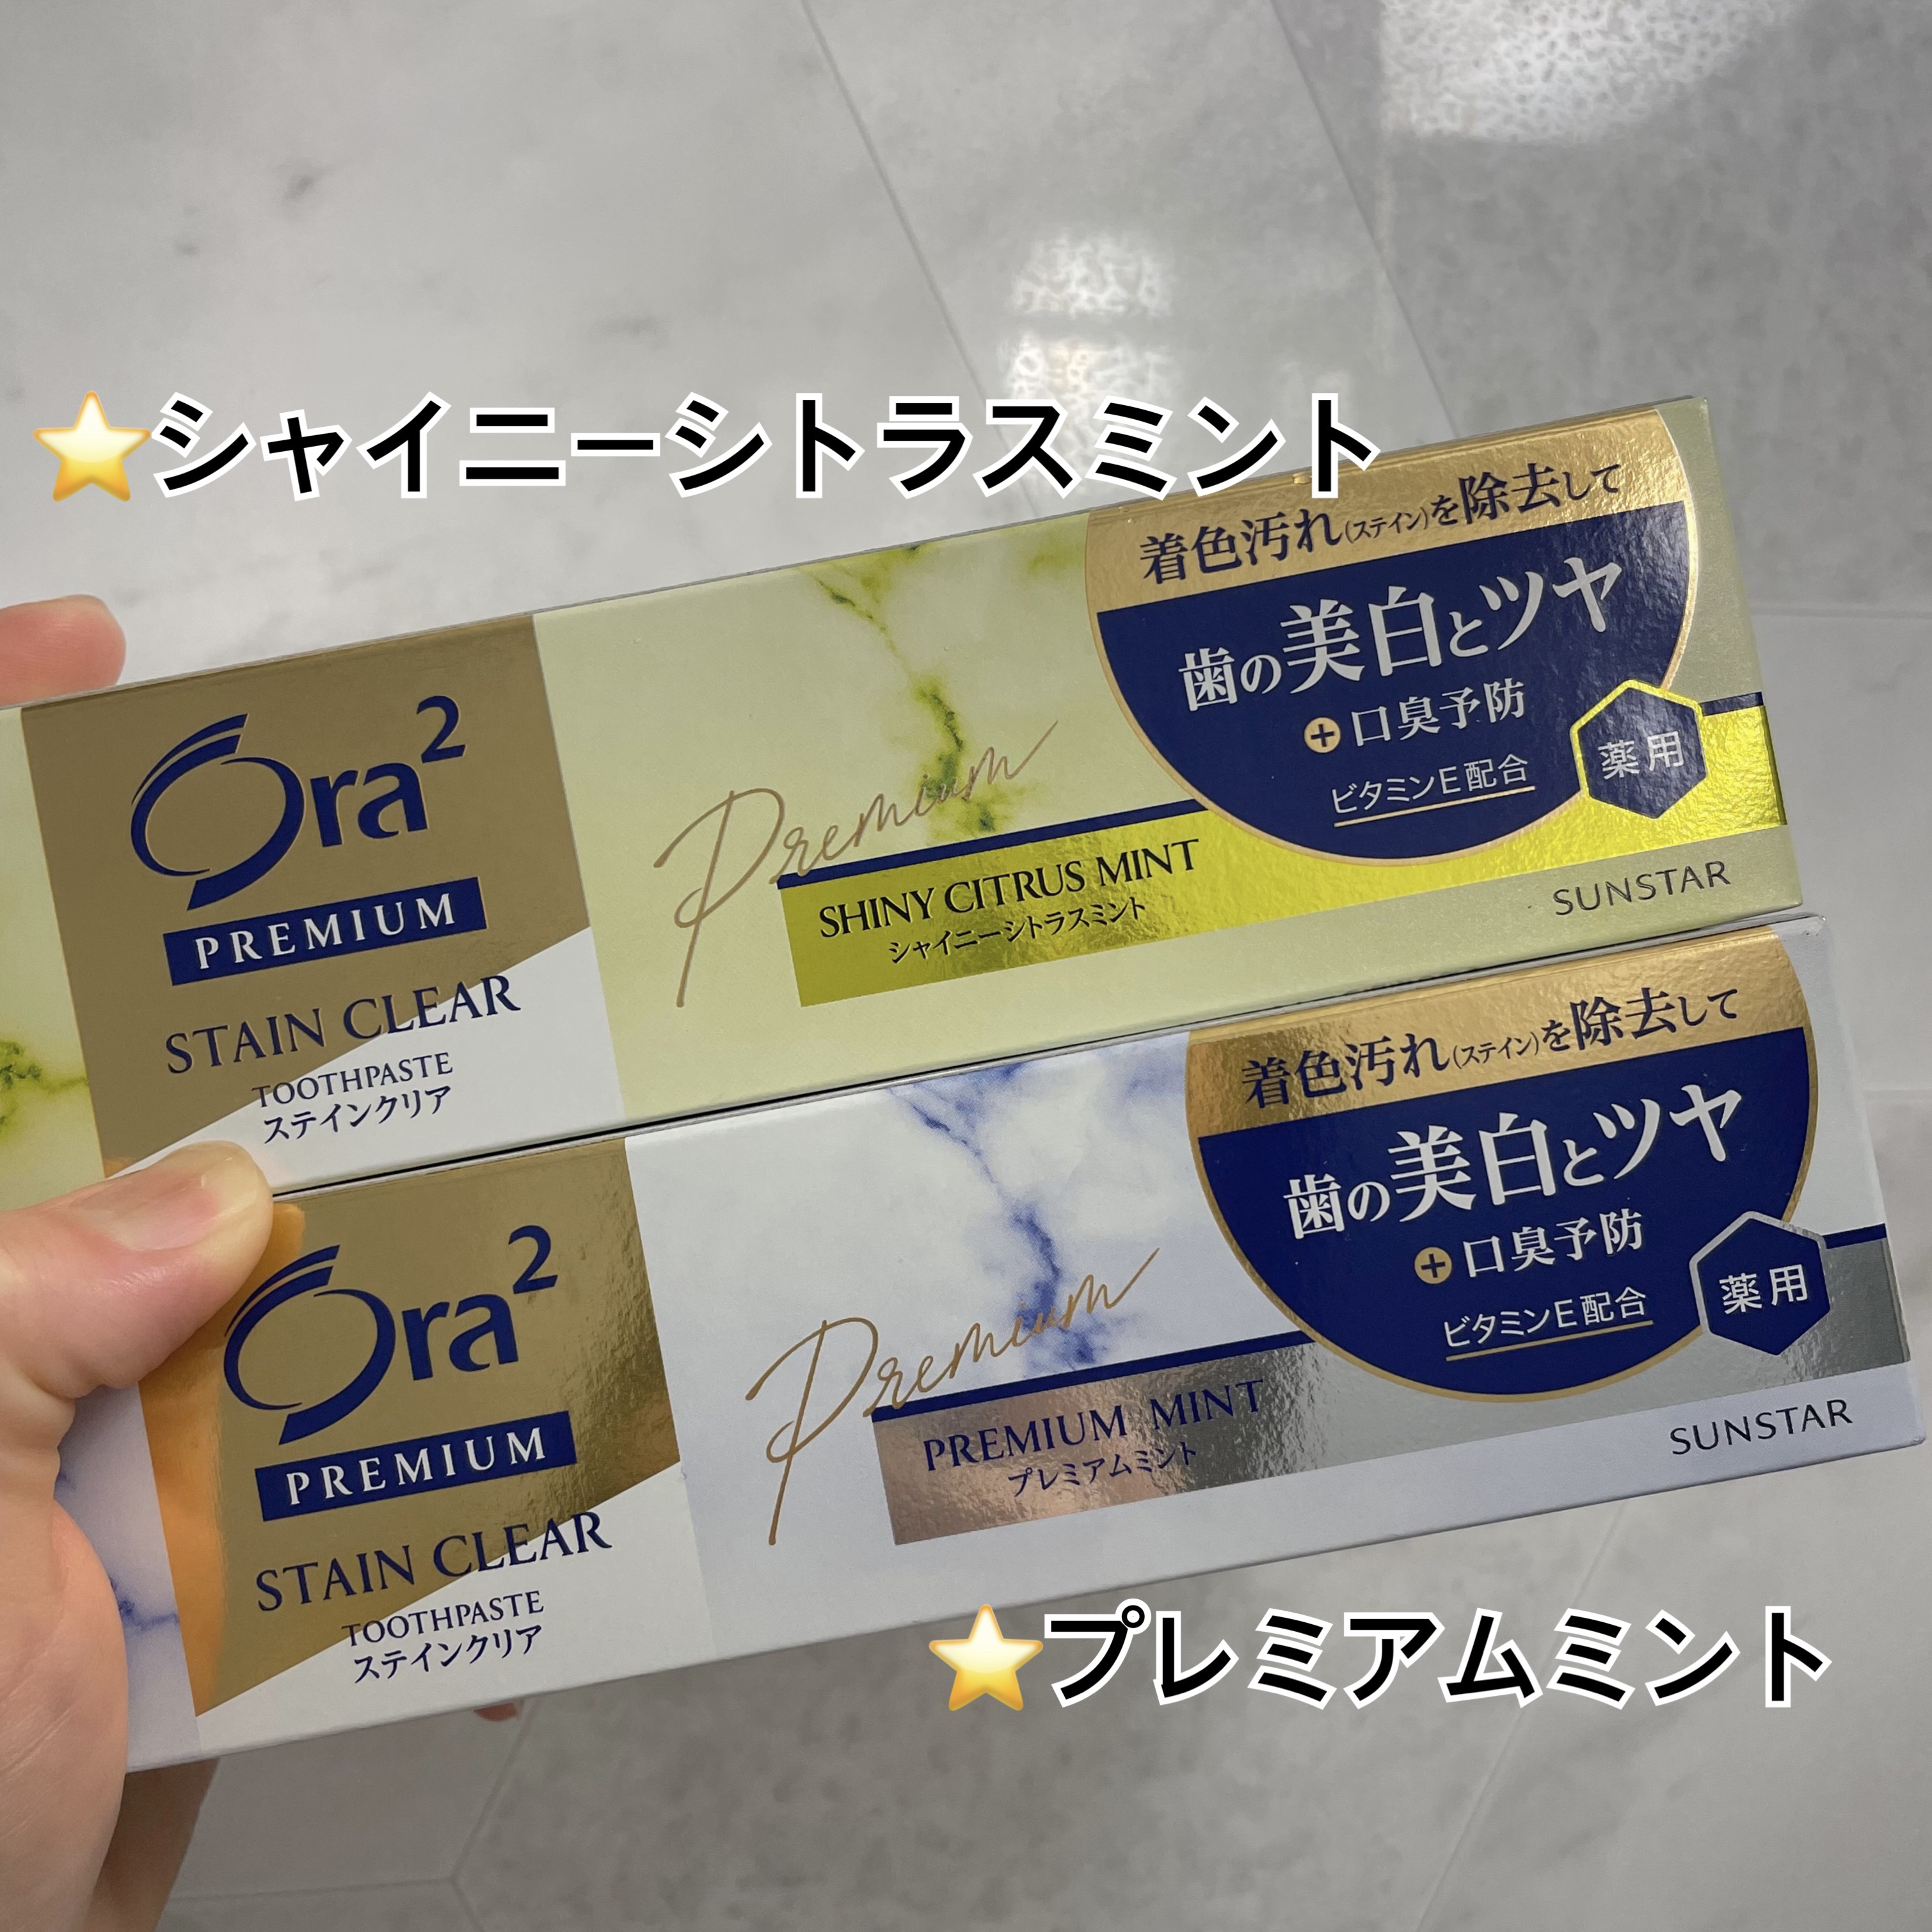 ⭐シャイニーシトラスミント
着色汚れ(ステイン)を除去して
歯の美白とツヤ
+口臭予防
ビタミンE配合
薬用
Ora²
PREMIUM
STAIN CLEAR
TOOTHPASTE
ステインクリア
Premium
SHINY CITRUS MINT
シャイニーシトラスミント
SUNSTAR
着色汚れ(ステイン)を除去して
歯の美白とツヤ
+口臭予防
ビタミンE配合
薬用
Ora²
PREMIUM
STAIN CLEAR
TOOTHPASTE
ステインクリア
Premium
PREMIUM MINT
プレミアムミント
SUNSTAR
⭐プレミアムミント